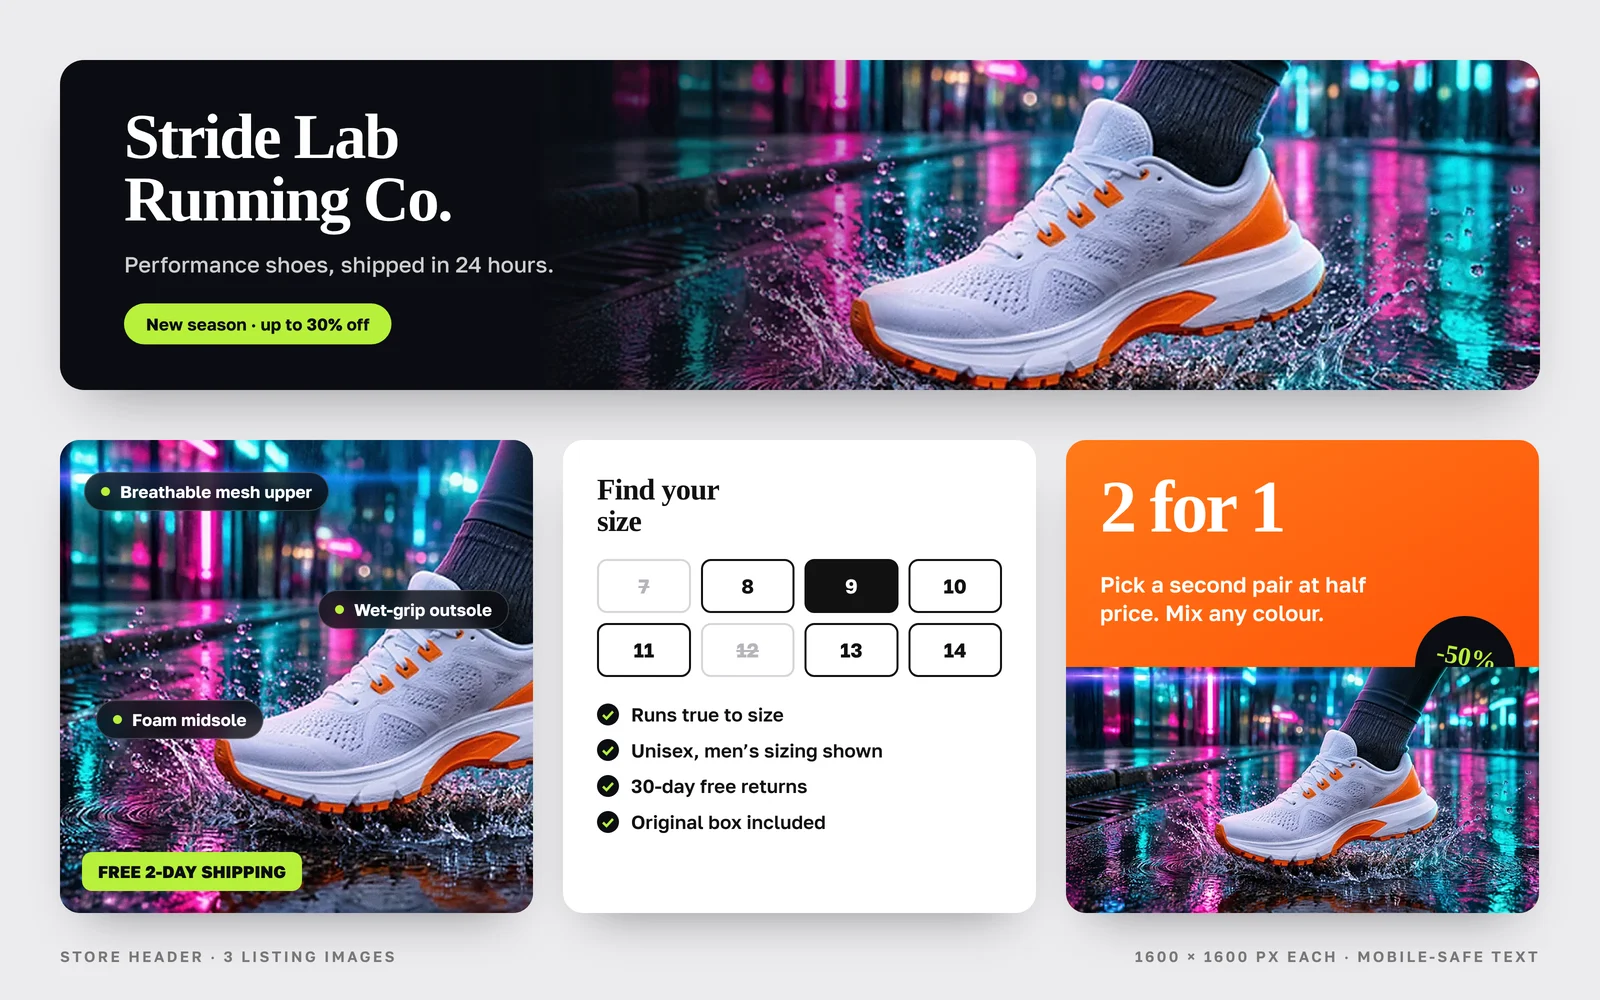 Stride Lab
Running Co.
Performance shoes, shipped in 24 hours.
New season · up to 30% off
Breathable mesh upper
Wet-grip outsole
Foam midsole
FREE 2-DAY SHIPPING
Find your
size
7
8
9
10
11
12
13
14
Runs true to size
Unisex, men’s sizing shown
30-day free returns
Original box included
2 for 1
Pick a second pair at half
price. Mix any colour.
-50%
STORE HEADER · 3 LISTING IMAGES
1600 × 1600 PX EACH · MOBILE-SAFE TEXT